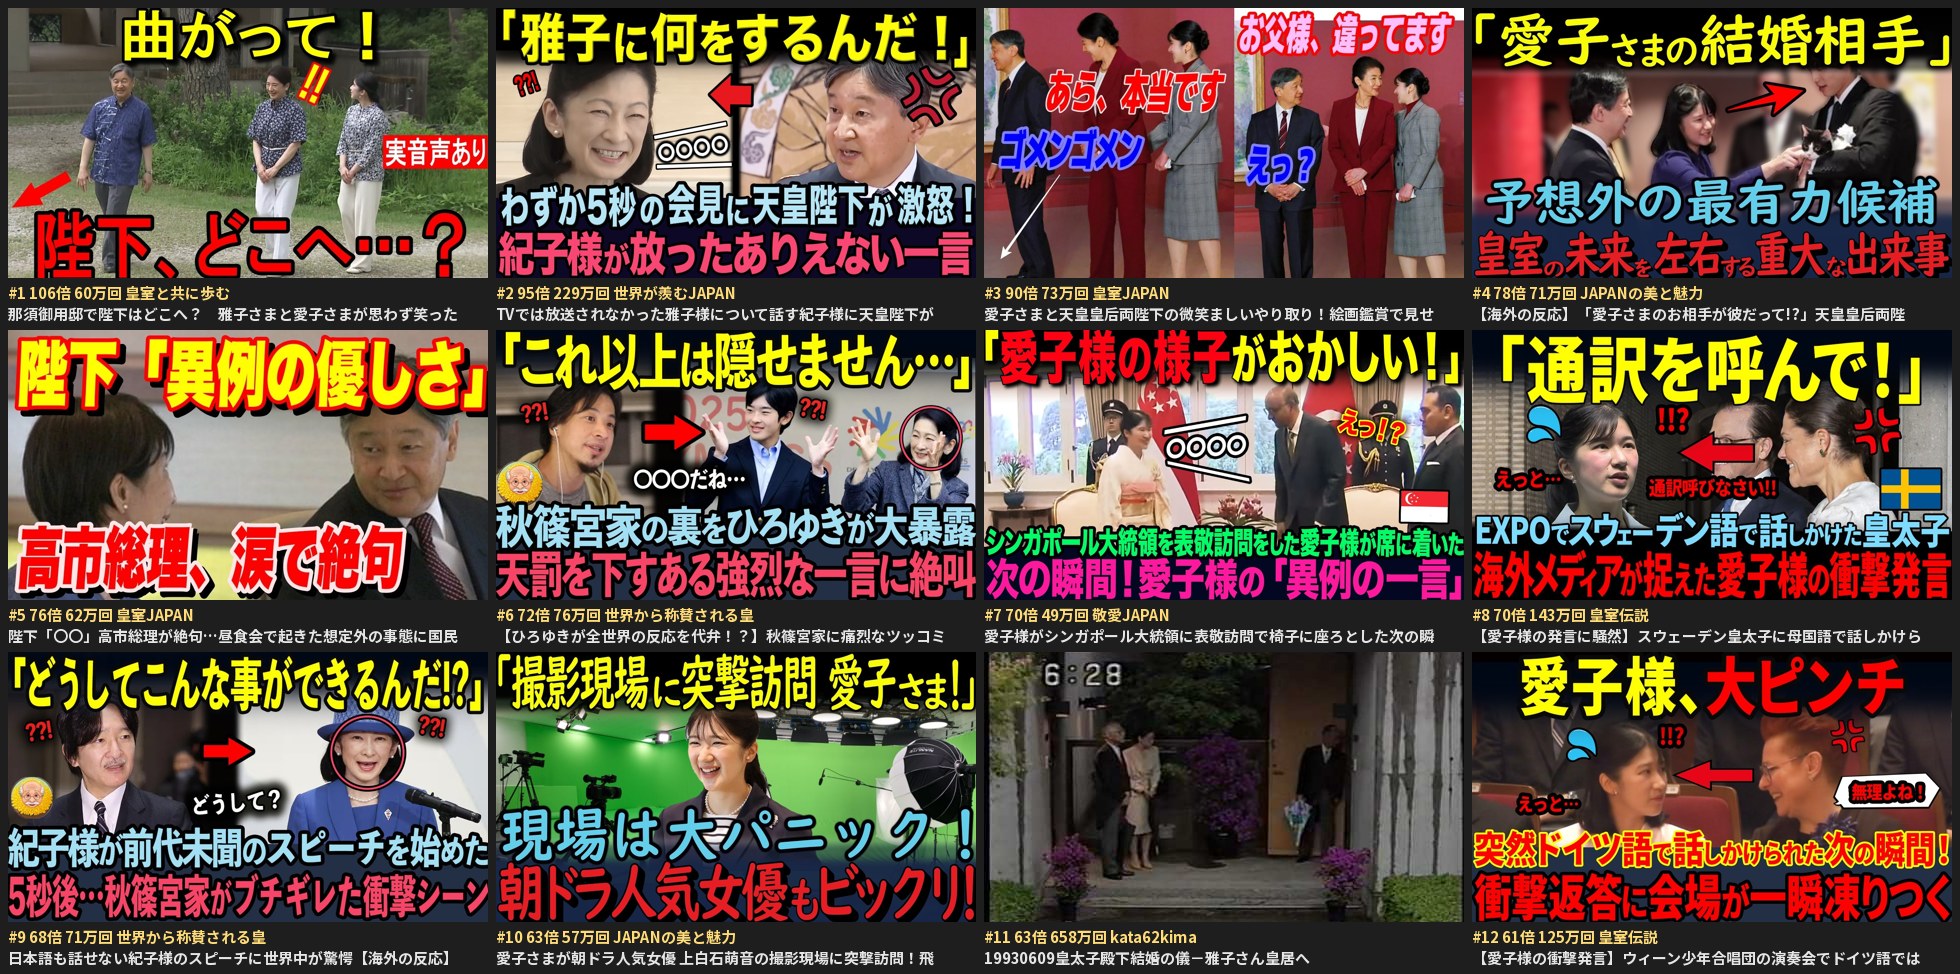 曲がって！
!!
実音声あり
陛下、どこへ…？
#1 106倍 60万回 皇室と共に歩む
那須御用邸で陛下はどこへ？　雅子さまと愛子さまが思わず笑った
「雅子に何をするんだ！」
??!
○○○○
わずか5秒の会見に天皇陛下が激怒！
紀子様が放ったありえない一言
#2 95倍 229万回 世界が羨むJAPAN
TVでは放送されなかった雅子様について話す紀子様に天皇陛下が
お父様、違ってます
あら、本当です
ゴメンゴメン
えっ？
#3 90倍 73万回 皇室JAPAN
愛子さまと天皇皇后両陛下の微笑ましいやり取り！絵画鑑賞で見せ
「愛子さまの結婚相手」
予想外の最有力候補
皇室の未来を左右する重大な出来事
#4 78倍 71万回 JAPANの美と魅力
【海外の反応】「愛子さまのお相手が彼だって!?」天皇皇后両陛
陛下「異例の優しさ」
高市総理、涙で絶句
#5 76倍 62万回 皇室JAPAN
陛下「〇〇」高市総理が絶句…昼食会で起きた想定外の事態に国民
「これ以上は隠せません…」
??!
??!
〇〇〇だね…
秋篠宮家の裏をひろゆきが大暴露
天罰を下すある強烈な一言に絶叫
#6 72倍 76万回 世界から称賛される皇
【ひろゆきが全世界の反応を代弁！？】秋篠宮家に痛烈なツッコミ
「愛子様の様子がおかしい！」
○○○○
えっ!?
シンガポール大統領を表敬訪問をした愛子様が席に着いた
次の瞬間！愛子様の「異例の一言」
#7 70倍 49万回 敬愛JAPAN
愛子様がシンガポール大統領に表敬訪問で椅子に座ろとした次の瞬
「通訳を呼んで！」
!!?
えっと…
通訳呼びなさい!!
EXPOでスウェーデン語で話しかけた皇太子
海外メディアが捉えた愛子様の衝撃発言
#8 70倍 143万回 皇室伝説
【愛子様の発言に騒然】スウェーデン皇太子に母国語で話しかけら
「どうしてこんな事ができるんだ!?」
??!
??!
どうして？
紀子様が前代未聞のスピーチを始めた
5秒後…秋篠宮家がブチギレた衝撃シーン
#9 68倍 71万回 世界から称賛される皇
日本語も話せない紀子様のスピーチに世界中が驚愕【海外の反応】
「撮影現場に突撃訪問 愛子さま！」
現場は大パニック！
朝ドラ人気女優もビックリ！
#10 63倍 57万回 JAPANの美と魅力
愛子さまが朝ドラ人気女優 上白石萌音の撮影現場に突撃訪問！飛
6:28
#11 63倍 658万回 kata62kima
19930609皇太子殿下結婚の儀－雅子さん皇居へ
愛子様、大ピンチ
!!?
えっと…
無理よね！
突然ドイツ語で話しかけられた次の瞬間！
衝撃返答に会場が一瞬凍りつく
#12 61倍 125万回 皇室伝説
【愛子様の衝撃発言】ウィーン少年合唱団の演奏会でドイツ語では